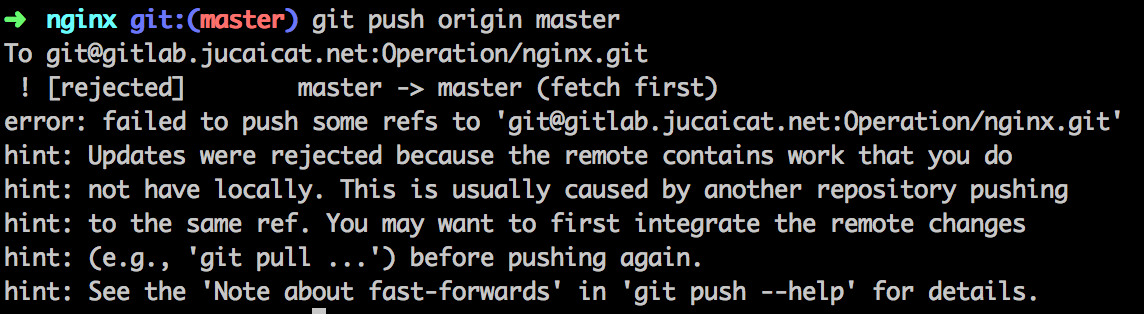 ➜ nginx git:(master) git push origin master
To git@gitlab.jucaicat.net:Operation/nginx.git
! [rejected] master -> master (fetch first)
error: failed to push some refs to 'git@gitlab.jucaicat.net:Operation/nginx.git'
hint: Updates were rejected because the remote contains work that you do
hint: not have locally. This is usually caused by another repository pushing
hint: to the same ref. You may want to first integrate the remote changes
hint: (e.g., 'git pull ...') before pushing again.
hint: See the 'Note about fast-forwards' in 'git push --help' for details.